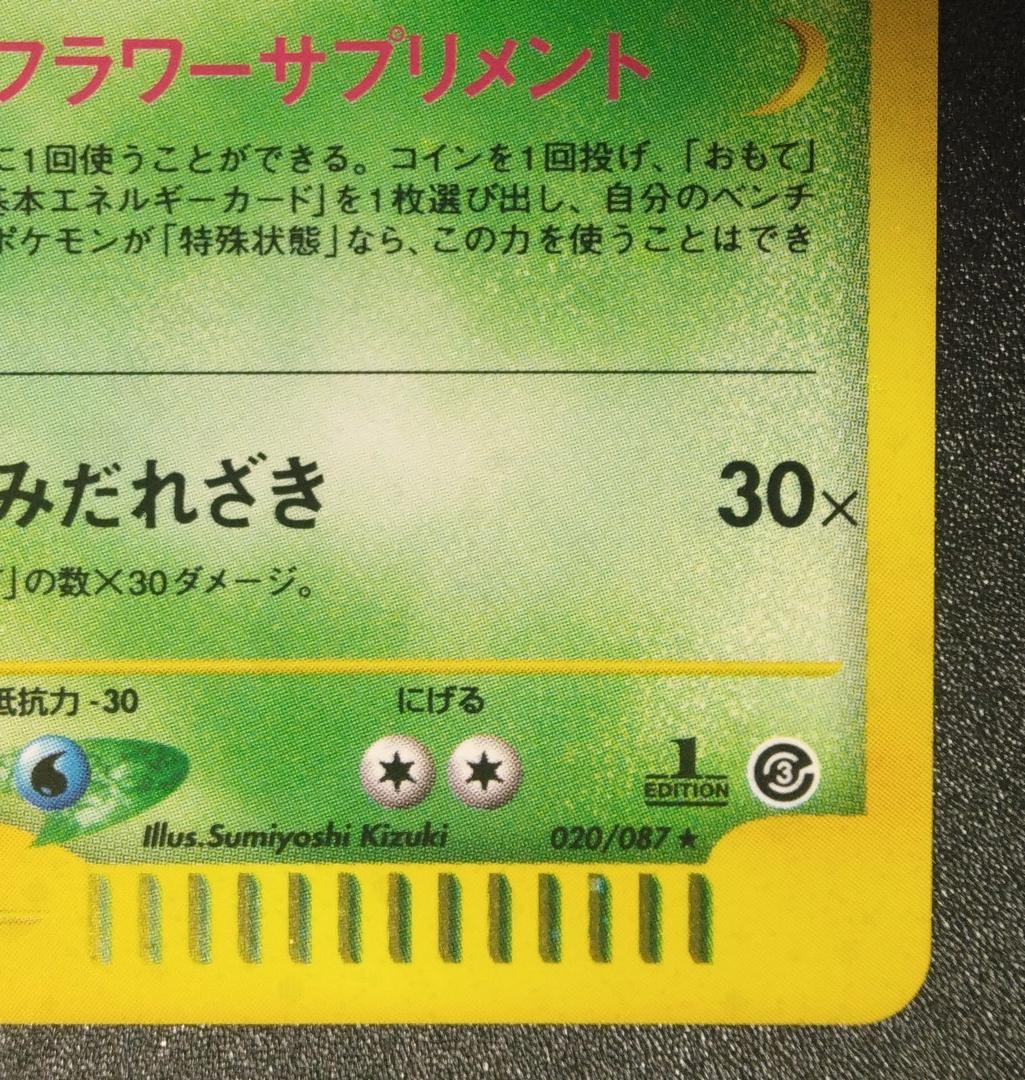 フラワーサプリメント
に1回使うことができる。コインを1回投げ、「おもて」
基本エネルギーカード」を1枚選び出し、自分のベンチ
ポケモンが「特殊状態」なら、この力を使うことはでき
みだれざき 30×
」の数×30ダメージ。
抵抗力 -30 にげる
1 EDITION 3
Illus.Sumiyoshi Kizuki 020/087 ★